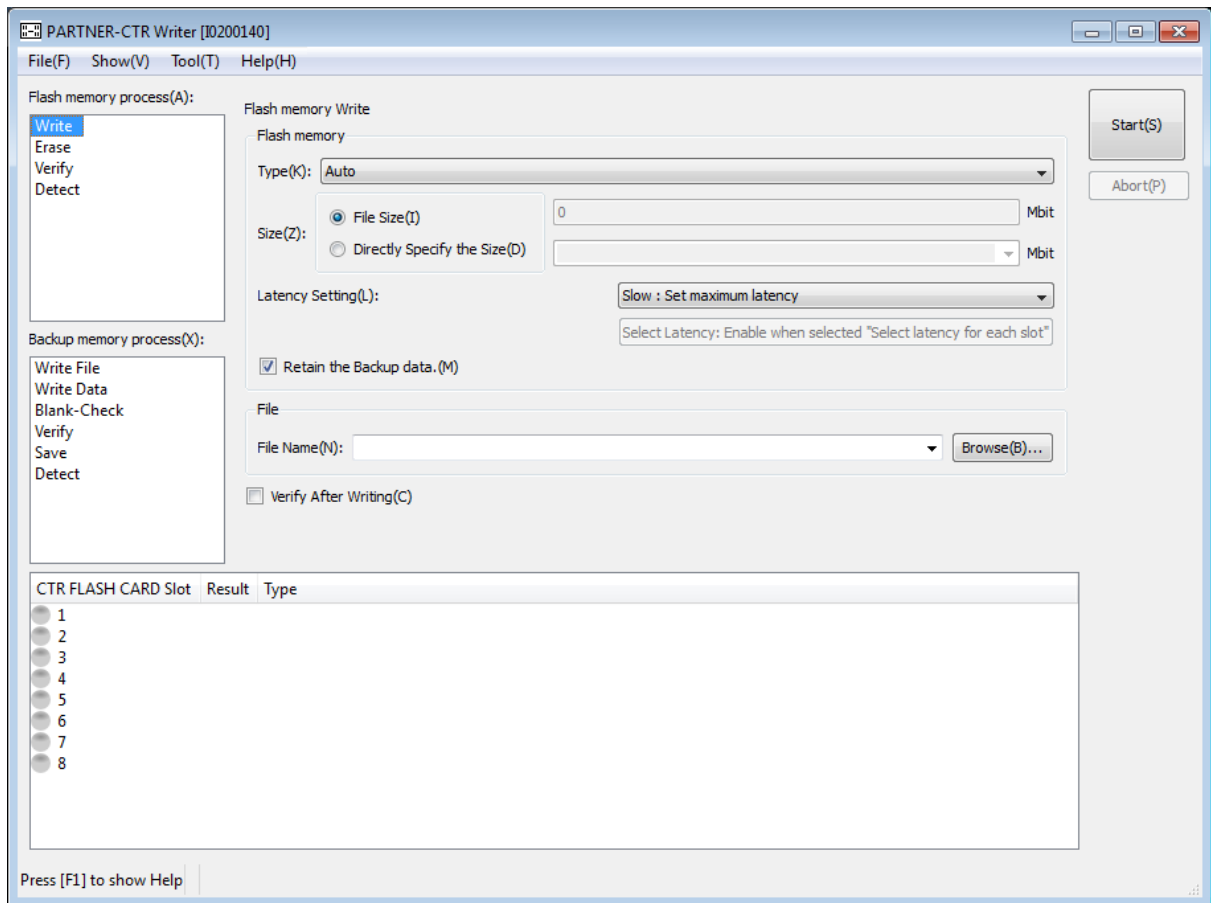 PARTNER-CTR Writer [I0200140]
File(F) Show(V) Tool(T) Help(H)
Flash memory process(A):
Write
Erase
Verify
Detect
Backup memory process(X):
Write File
Write Data
Blank-Check
Verify
Save
Detect
Flash memory Write
Flash memory
Type(K): Auto
Size(Z):
File Size(I) 0 Mbit
Directly Specify the Size(D) Mbit
Latency Setting(L): Slow : Set maximum latency
Select Latency: Enable when selected "Select latency for each slot"
Retain the Backup data.(M)
File
File Name(N): Browse(B)...
Verify After Writing(C)
Start(S)
Abort(P)
CTR FLASH CARD Slot Result Type
1
2
3
4
5
6
7
8
Press [F1] to show Help